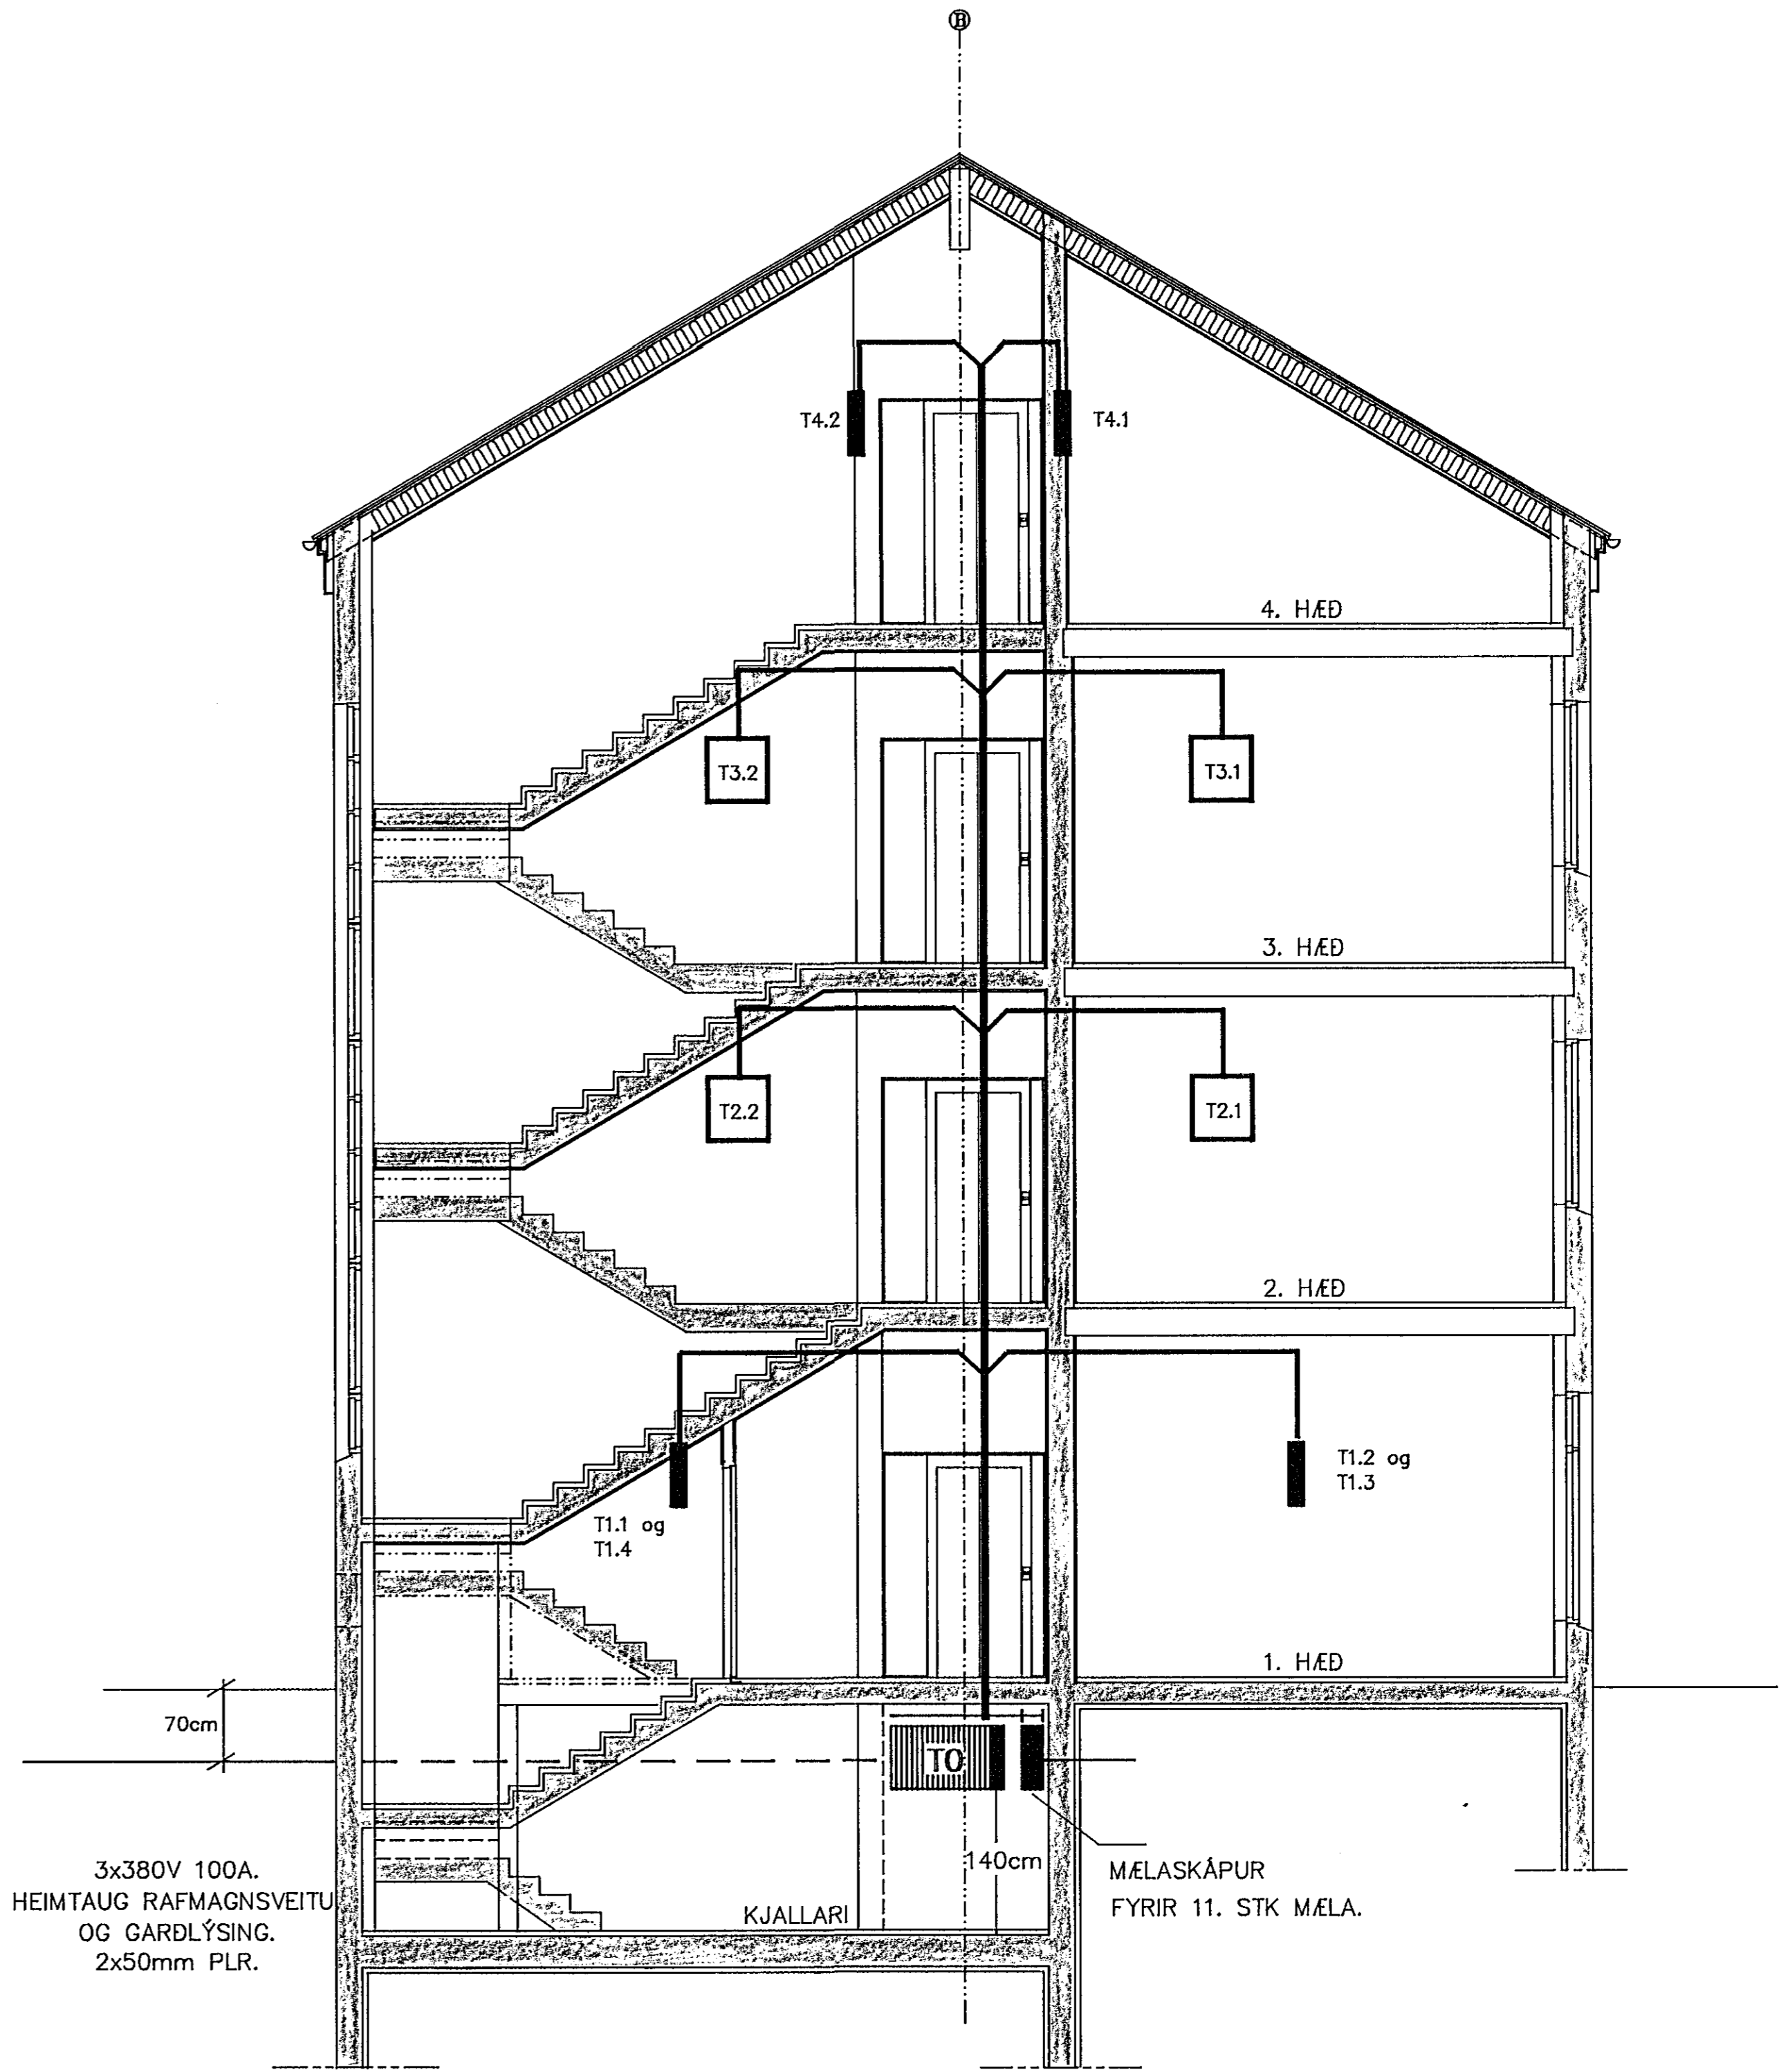 B
T4.2
T4.1
4. HÆÐ
T3.2
T3.1
3. HÆÐ
T2.2
T2.1
2. HÆÐ
T1.2 og
T1.3
T1.1 og
T1.4
1. HÆÐ
70cm
TO
140cm
MÆLASKÁPUR
FYRIR 11. STK MÆLA.
3x380V 100A.
HEIMTAUG RAFMAGNSVEITU
OG GARÐLÝSING.
2x50mm PLR.
KJALLARI